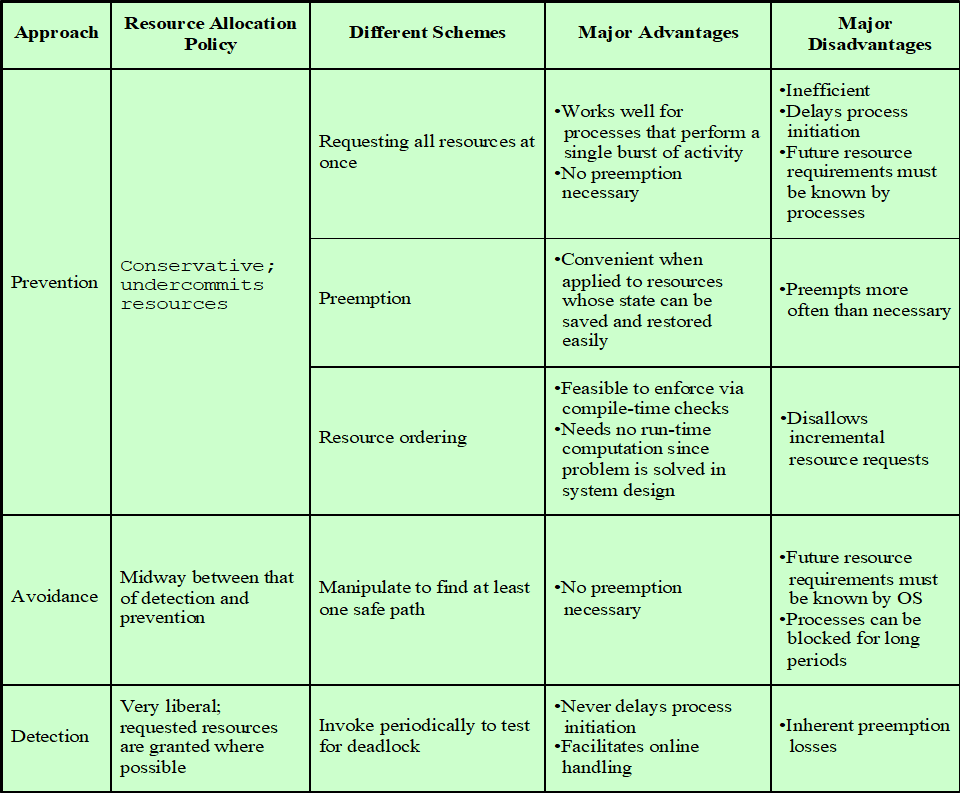 Approach
Resource Allocation
Policy
Different Schemes
Major Advantages
Major
Disadvantages
Prevention
Conservative;
undercommits
resources
Requesting all resources at
once
•Works well for
processes that perform a
single burst of activity
•No preemption
necessary
•Inefficient
•Delays process
initiation
•Future resource
requirements must
be known by
processes
Preemption
•Convenient when
applied to resources
whose state can be
saved and restored
easily
•Preempts more
often than necessary
Resource ordering
•Feasible to enforce via
compile-time checks
•Needs no run-time
computation since
problem is solved in
system design
•Disallows
incremental
resource requests
Avoidance
Midway between that
of detection and
prevention
Manipulate to find at least
one safe path
•No preemption
necessary
•Future resource
requirements must
be known by OS
•Processes can be
blocked for long
periods
Detection
Very liberal;
requested resources
are granted where
possible
Invoke periodically to test
for deadlock
•Never delays process
initiation
•Facilitates online
handling
•Inherent preemption
losses